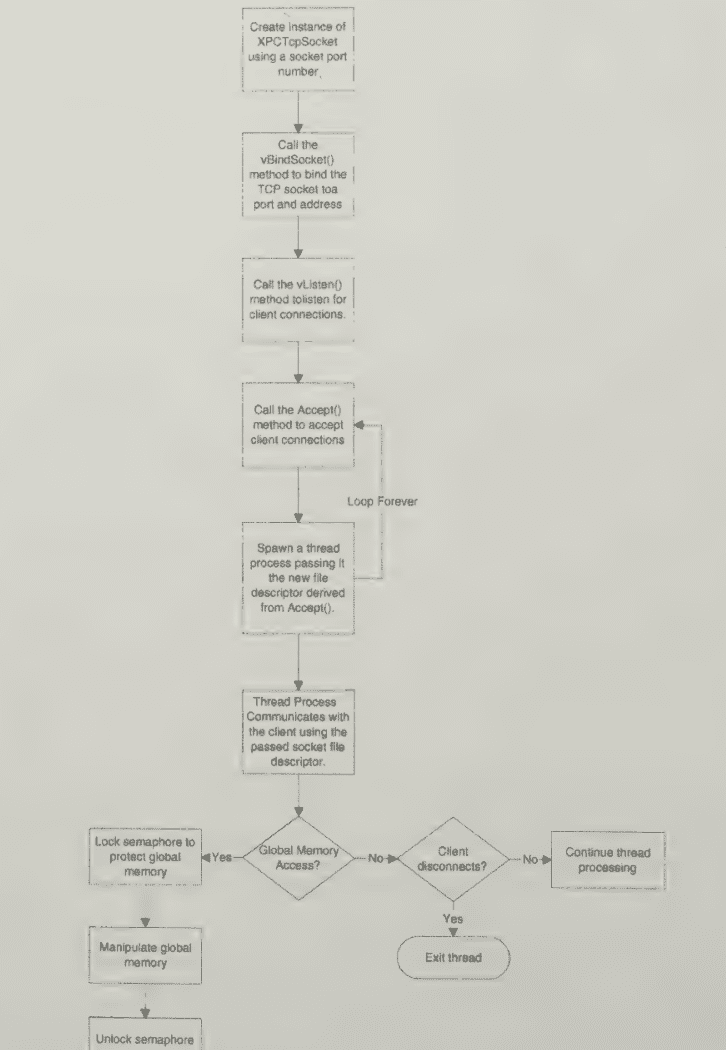 Create instance of
XPCTcpSocket
using a socket port
number.
Call the
vBindSocket()
method to bind the
TCP socket toa
port and address
Call the vListen()
method tolisten for
client connections.
Call the Accept()
method to accept
client connections
Loop Forever
Spawn a thread
process passing it
the new file
descriptor derived
from Accept().
Thread Process
Communicates with
the client using the
passed socket file
descriptor.
Lock semaphore to
protect global
memory
Yes
Global Memory
Access?
No
Client
disconnects?
No
Continue thread
processing
Yes
Manipulate global
memory
Exit thread
Unlock semaphore